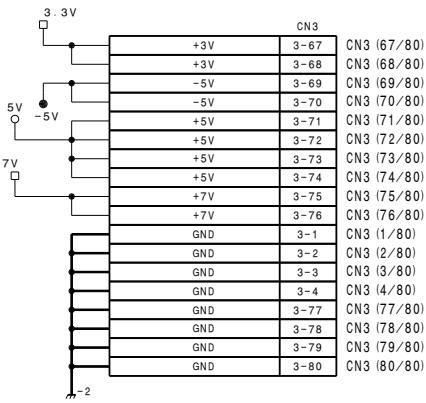 3.3V
CN3
+3V 3-67 CN3 (67/80)
+3V 3-68 CN3 (68/80)
-5V 3-69 CN3 (69/80)
-5V 3-70 CN3 (70/80)
5V
-5V
+5V 3-71 CN3 (71/80)
+5V 3-72 CN3 (72/80)
+5V 3-73 CN3 (73/80)
+5V 3-74 CN3 (74/80)
7V
+7V 3-75 CN3 (75/80)
+7V 3-76 CN3 (76/80)
GND 3-1 CN3 (1/80)
GND 3-2 CN3 (2/80)
GND 3-3 CN3 (3/80)
GND 3-4 CN3 (4/80)
GND 3-77 CN3 (77/80)
GND 3-78 CN3 (78/80)
GND 3-79 CN3 (79/80)
GND 3-80 CN3 (80/80)
-2